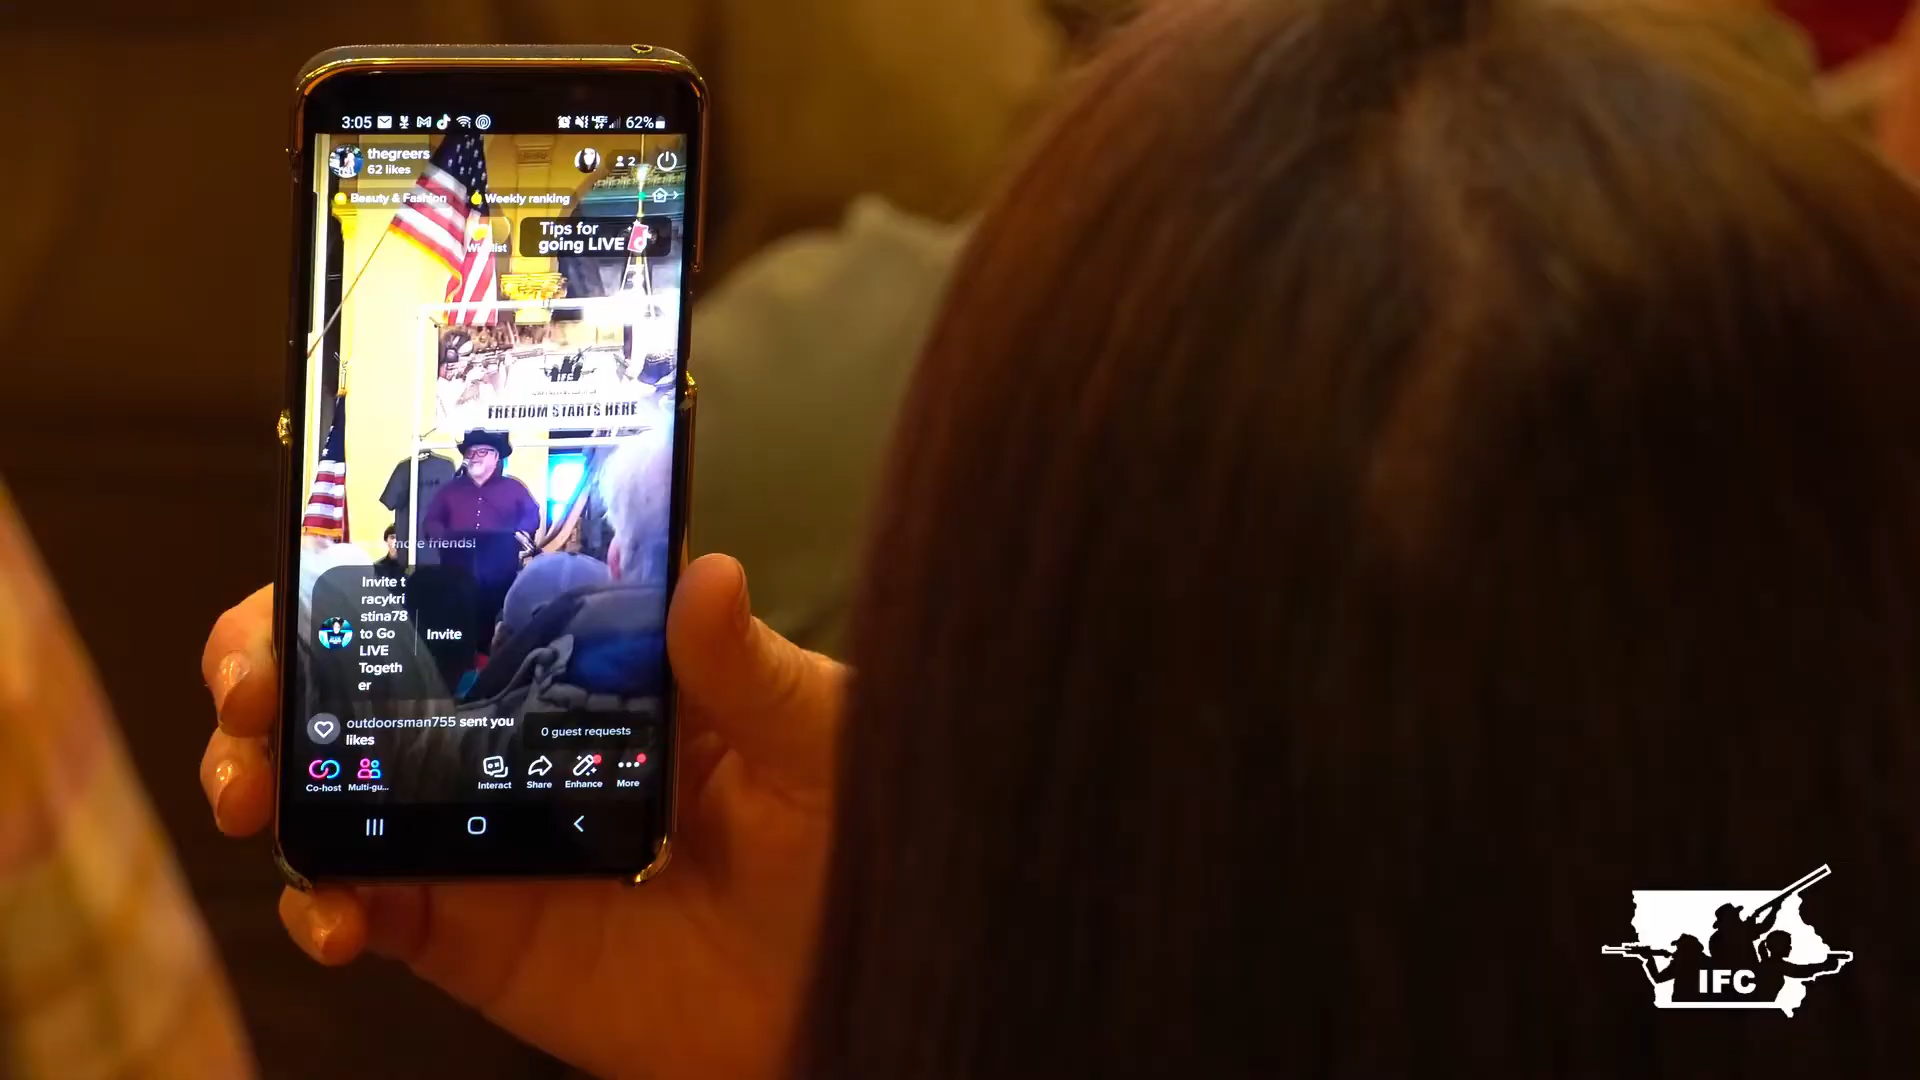 3:05
62%
thegreers
62 likes
2
Beauty & Fashion
Weekly ranking
Tips for
going LIVE
IFC
FREEDOM STARTS HERE
more friends!
Invite t
racykri
stina78
to Go
LIVE
Togeth
er
Invite
outdoorsman755 sent you
likes
0 guest requests
Co-host
Multi-gu...
Interact
Share
Enhance
More
IFC